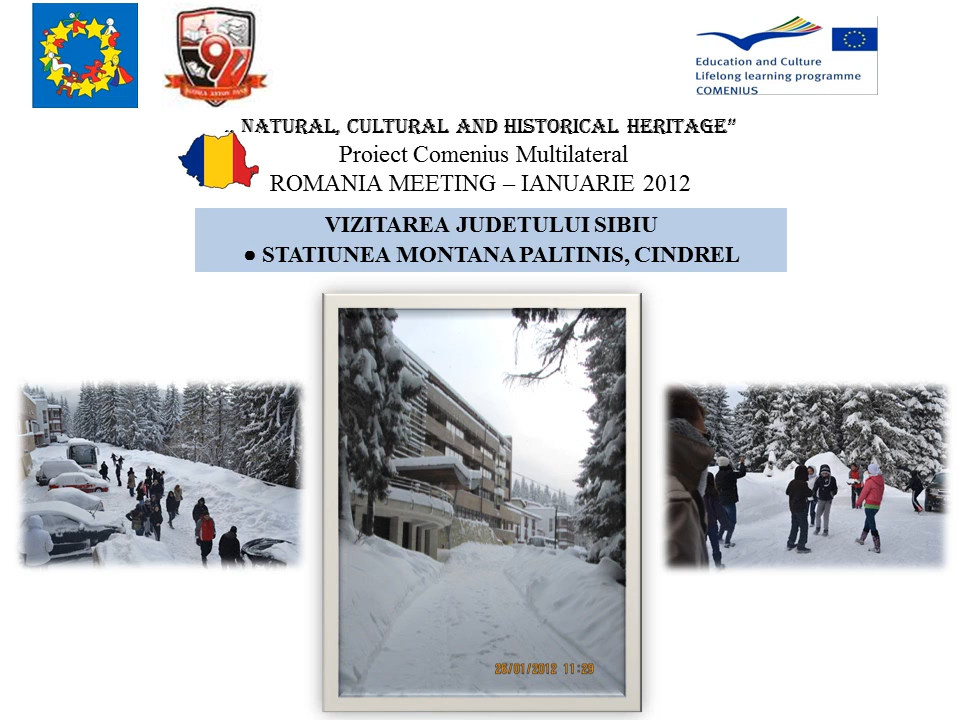 Education and Culture
Lifelong learning programme
COMENIUS
„ NATURAL, CULTURAL AND HISTORICAL HERITAGE”
Proiect Comenius Multilateral
ROMANIA MEETING – IANUARIE 2012
VIZITAREA JUDETULUI SIBIU
● STATIUNEA MONTANA PALTINIS, CINDREL
26/01/2012 11:29